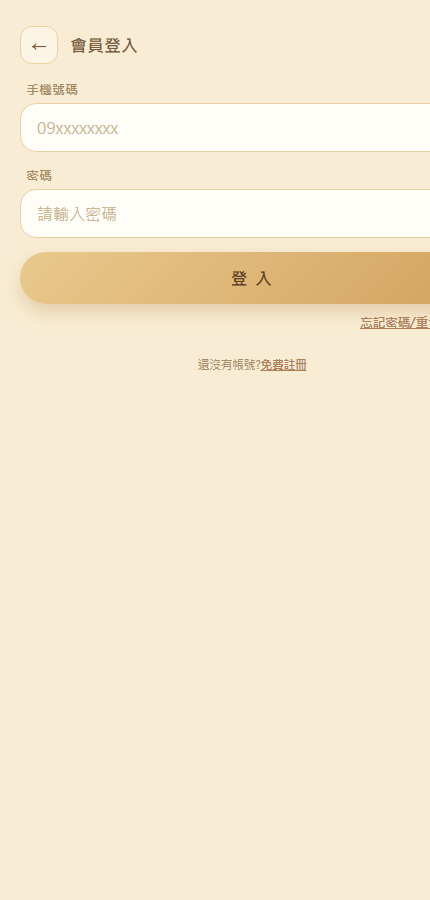 ← 會員登入
手機號碼
09xxxxxxxx
密碼
請輸入密碼
登 入
忘記密碼/重
還沒有帳號?免費註冊